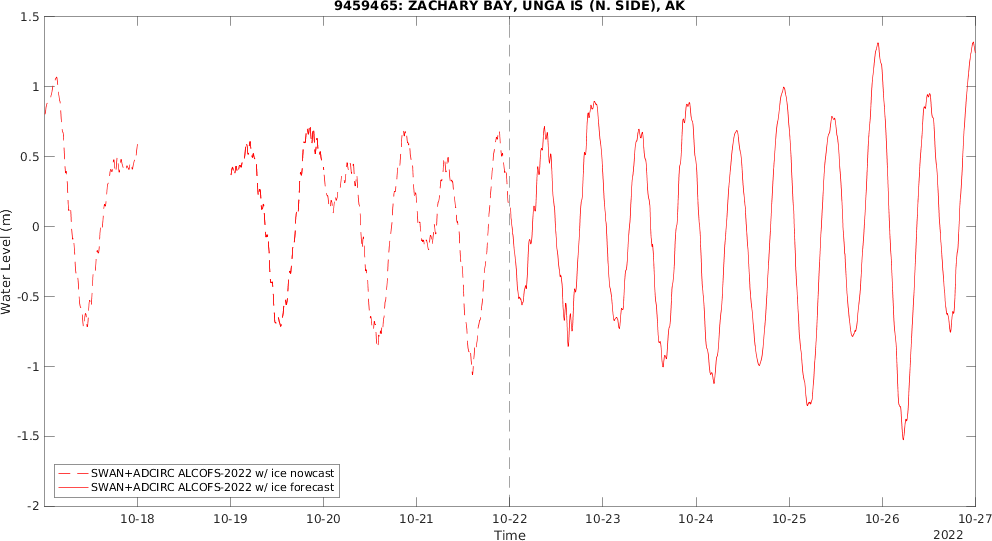 9459465: ZACHARY BAY, UNGA IS (N. SIDE), AK
1.5
1
0.5
0
-0.5
-1
-1.5
-2
Water Level (m)
SWAN+ADCIRC ALCOFS-2022 w/ ice nowcast
SWAN+ADCIRC ALCOFS-2022 w/ ice forecast
10-18 10-19 10-20 10-21 10-22 10-23 10-24 10-25 10-26 10-27
Time
2022